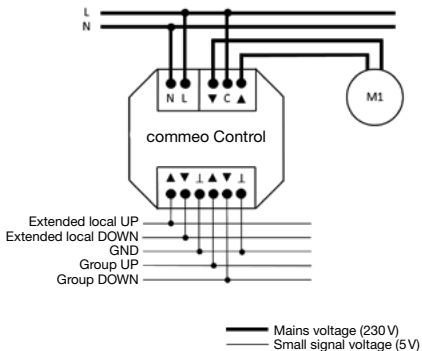 L
N
N L ▼ C ▲
M1
commeo Control
▲ ▼ ⊥ ▲ ▼ ⊥
Extended local UP
Extended local DOWN
GND
Group UP
Group DOWN
Mains voltage (230 V)
Small signal voltage (5 V)